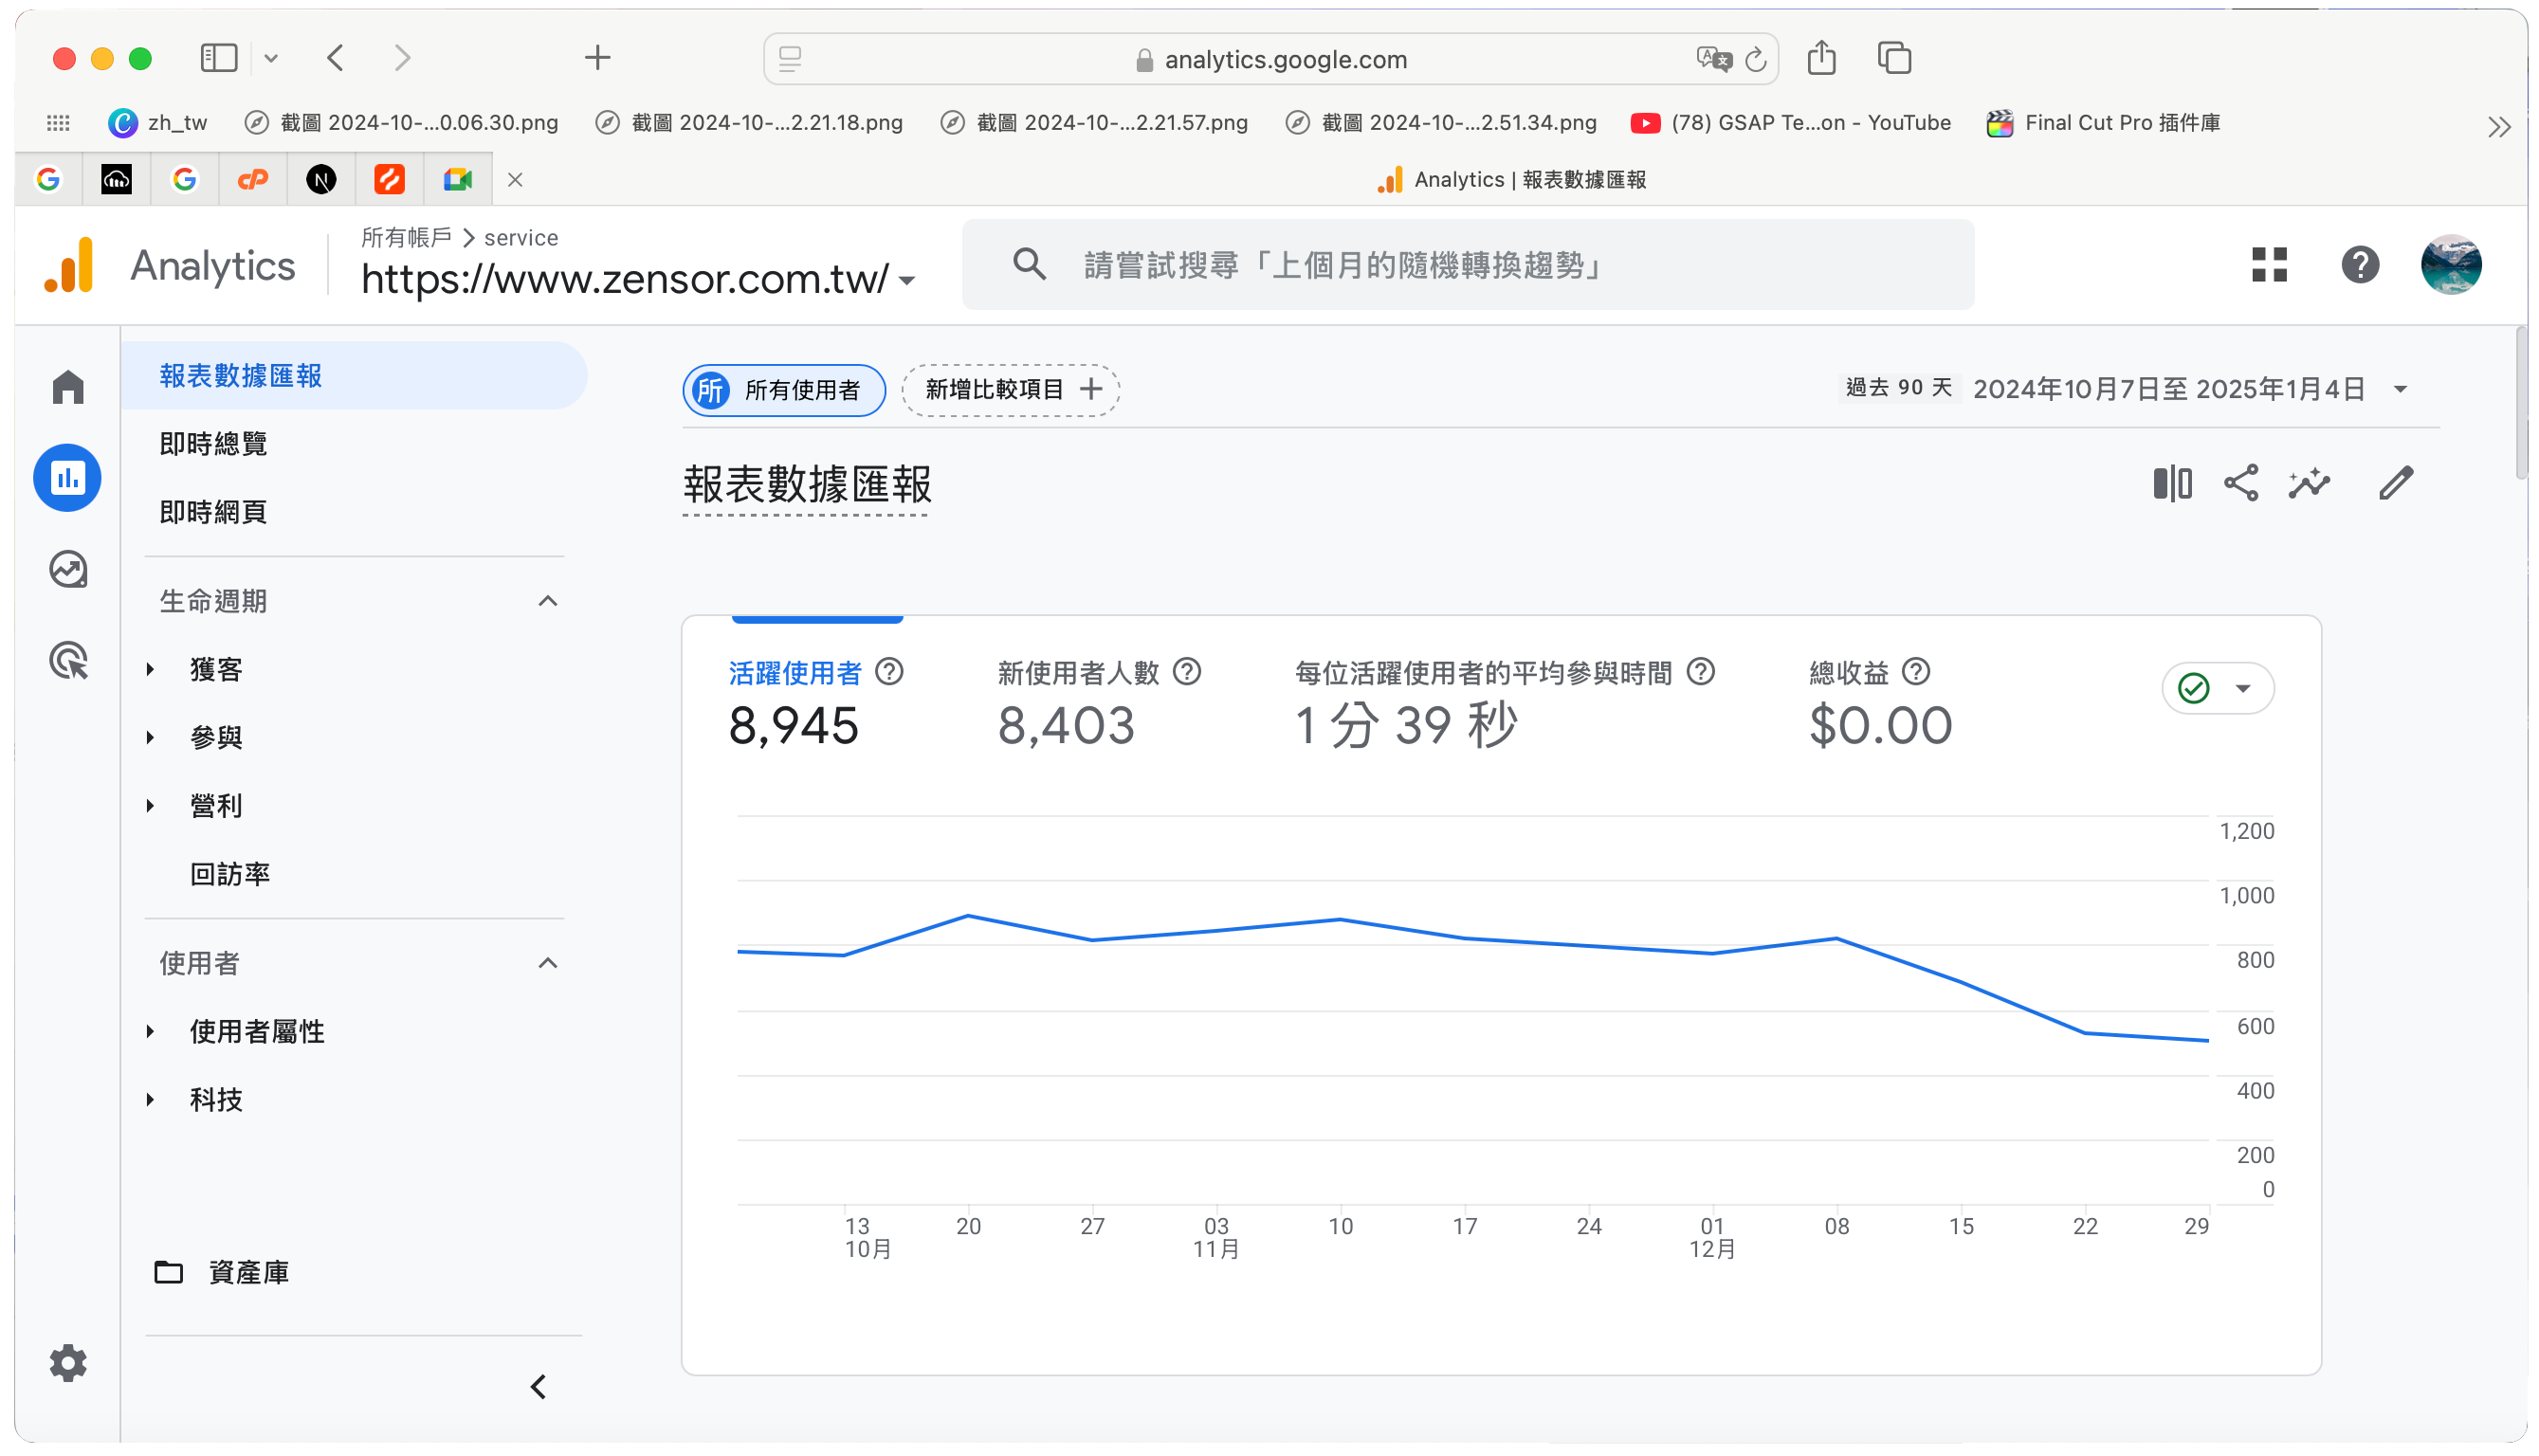 analytics.google.com
zh_tw
截圖 2024-10-...0.06.30.png
截圖 2024-10-...2.21.18.png
截圖 2024-10-...2.21.57.png
截圖 2024-10-...2.51.34.png
(78) GSAP Te...on - YouTube
Final Cut Pro 插件庫
Analytics | 報表數據匯報
Analytics
所有帳戶 > service
https://www.zensor.com.tw/
請嘗試搜尋「上個月的隨機轉換趨勢」
報表數據匯報
即時總覽
即時網頁
生命週期
獲客
參與
營利
回訪率
使用者
使用者屬性
科技
資產庫
所 所有使用者
新增比較項目 +
過去 90 天 2024年10月7日至 2025年1月4日
報表數據匯報
活躍使用者
8,945
新使用者人數
8,403
每位活躍使用者的平均參與時間
1 分 39 秒
總收益
$0.00
1,200
1,000
800
600
400
200
0
13 20 27 03 10 17 24 01 08 15 22 29
10月 11月 12月